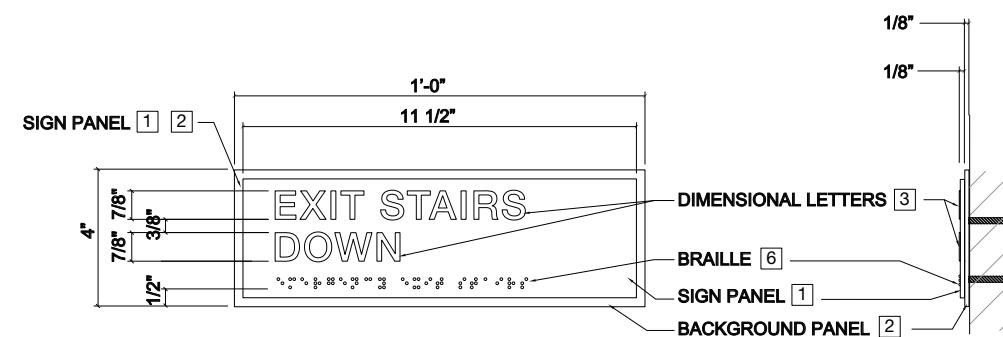 1/8"
1/8"
1'-0"
11 1/2"
SIGN PANEL 1 2
4"
7/8"
3/8"
7/8"
1/2"
EXIT STAIRS
DOWN
DIMENSIONAL LETTERS 3
BRAILLE 6
SIGN PANEL 1
BACKGROUND PANEL 2